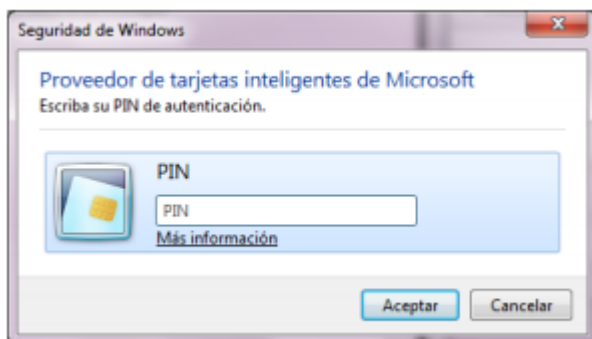 Seguridad de Windows
Proveedor de tarjetas inteligentes de Microsoft
Escriba su PIN de autenticación.
PIN
PIN
Más información
Aceptar
Cancelar